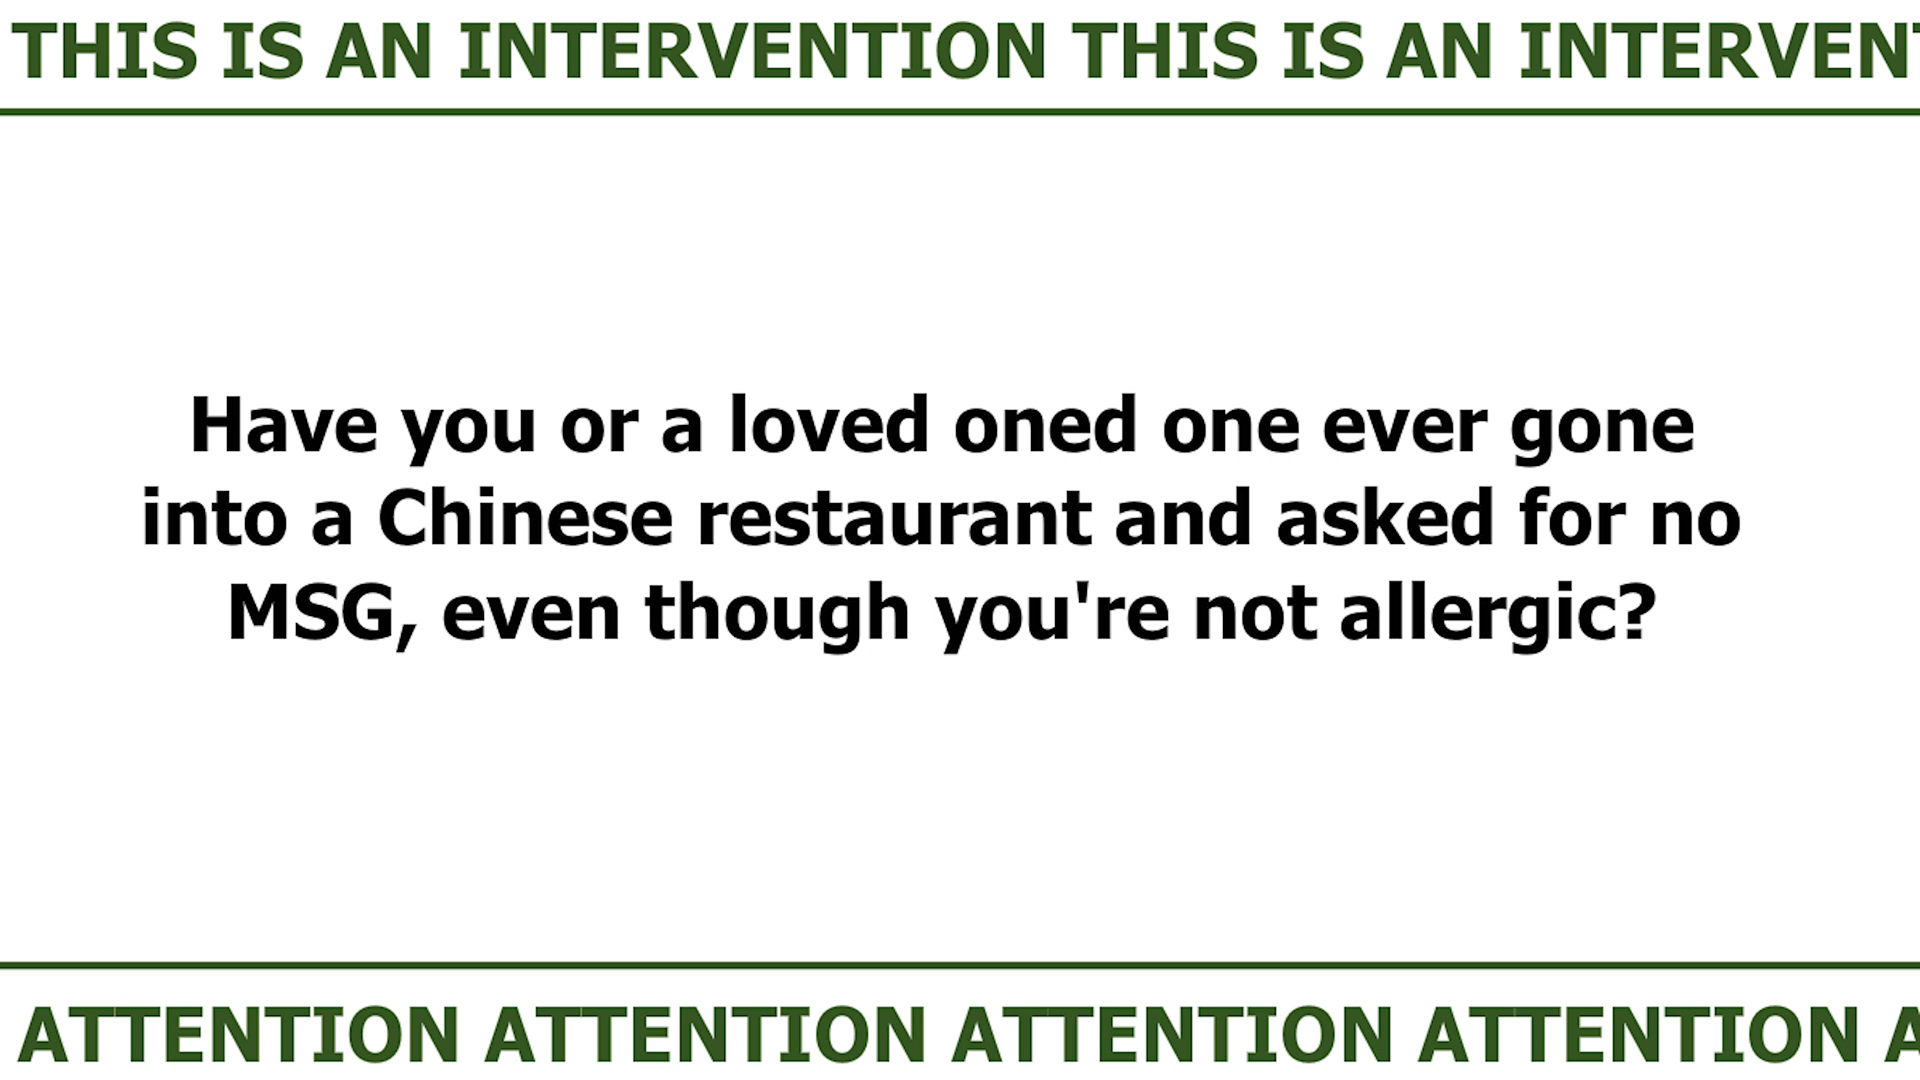 THIS IS AN INTERVENTION THIS IS AN INTERVENT
Have you or a loved oned one ever gone
into a Chinese restaurant and asked for no
MSG, even though you're not allergic?
ATTENTION ATTENTION ATTENTION ATTENTION A